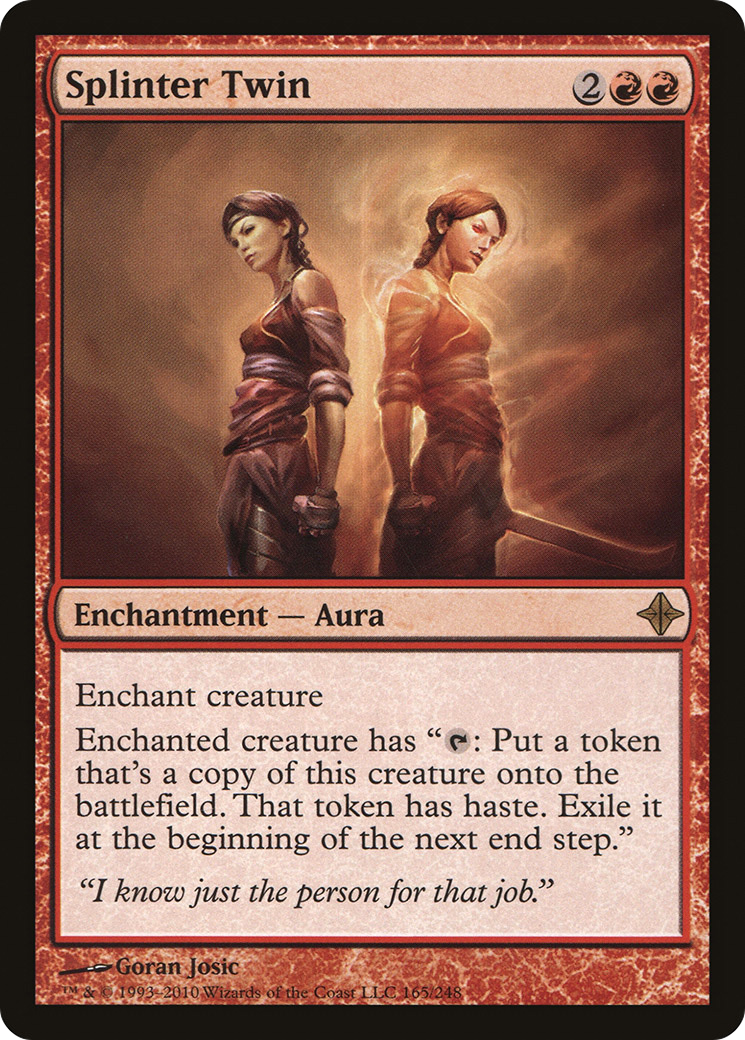 Splinter Twin
2
Enchantment — Aura
Enchant creature
Enchanted creature has “: Put a token
that's a copy of this creature onto the
battlefield. That token has haste. Exile it
at the beginning of the next end step.”
“I know just the person for that job.”
Goran Josic
™ & © 1993–2010 Wizards of the Coast LLC 165/248